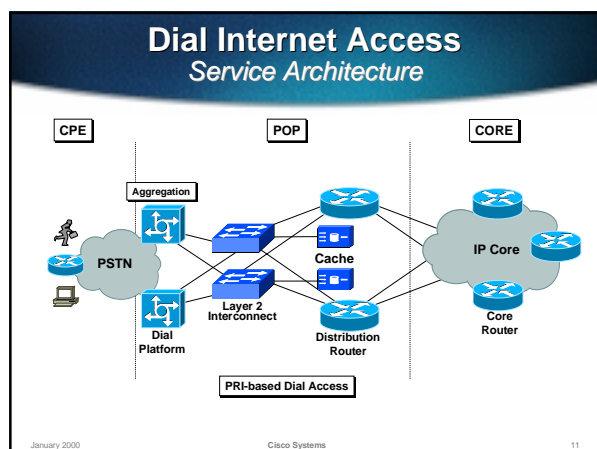 Dial Internet Access
Service Architecture
CPE
POP
CORE
Aggregation
PSTN
Cache
IP Core
Layer 2
Interconnect
Dial
Platform
Distribution
Router
Core
Router
PRI-based Dial Access
January 2000
Cisco Systems
11